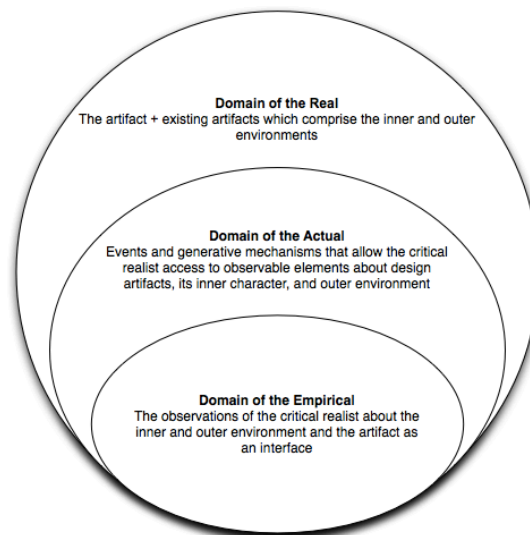 Domain of the Real
The artifact + existing artifacts which comprise the inner and outer
environments
Domain of the Actual
Events and generative mechanisms that allow the critical
realist access to observable elements about design
artifacts, its inner character, and outer environment
Domain of the Empirical
The observations of the critical realist about the
inner and outer environment and the artifact as
an interface